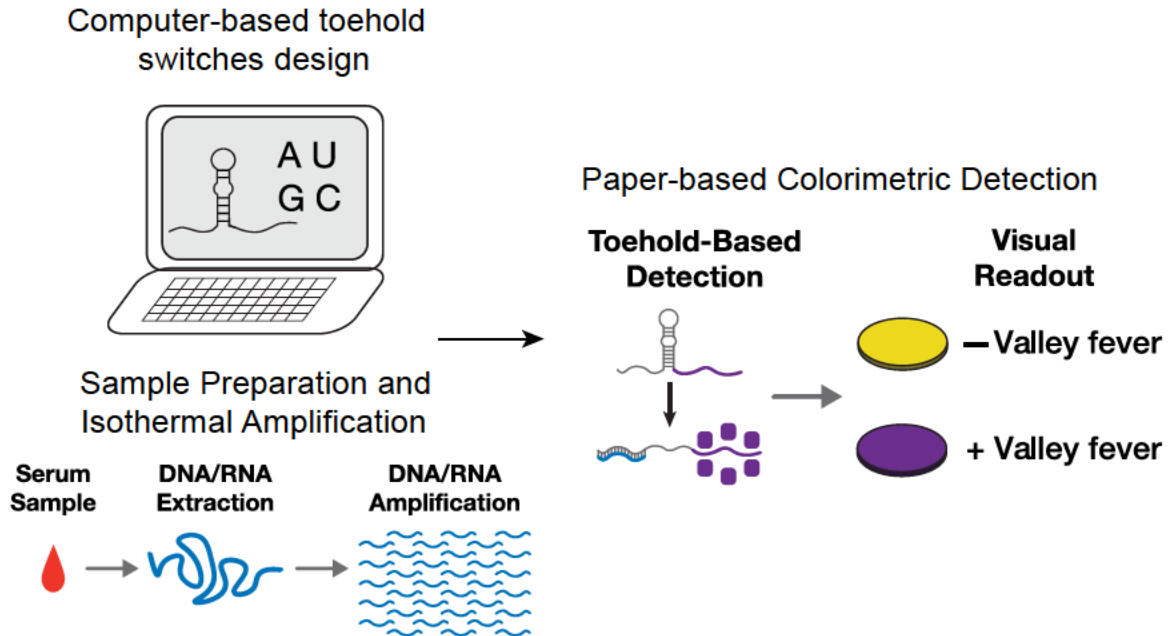 Computer-based toehold
switches design
A U
G C
Sample Preparation and
Isothermal Amplification
Serum
Sample
DNA/RNA
Extraction
DNA/RNA
Amplification
Paper-based Colorimetric Detection
Toehold-Based
Detection
Visual
Readout
– Valley fever
+ Valley fever